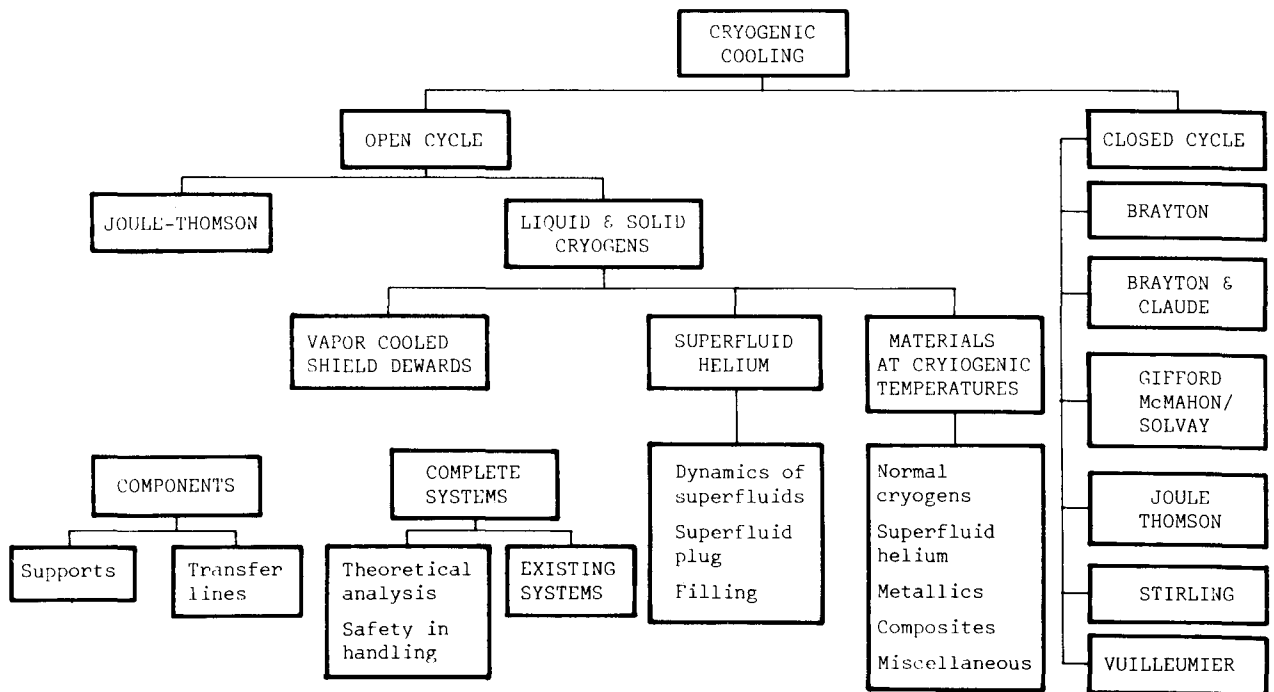 CRYOGENIC
COOLING
OPEN CYCLE
CLOSED CYCLE
JOULE-THOMSON
LIQUID & SOLID
CRYOGENS
BRAYTON
BRAYTON &
CLAUDE
VAPOR COOLED
SHIELD DEWARDS
SUPERFLUID
HELIUM
MATERIALS
AT CRYIOGENIC
TEMPERATURES
GIFFORD
McMAHON/
SOLVAY
COMPONENTS
COMPLETE
SYSTEMS
Dynamics of
superfluids
Superfluid
plug
Filling
Normal
cryogens
Superfluid
helium
Metallics
Composites
Miscellaneous
JOULE
THOMSON
Supports
Transfer
lines
Theoretical
analysis
Safety in
handling
EXISTING
SYSTEMS
STIRLING
VUILLEUMIER